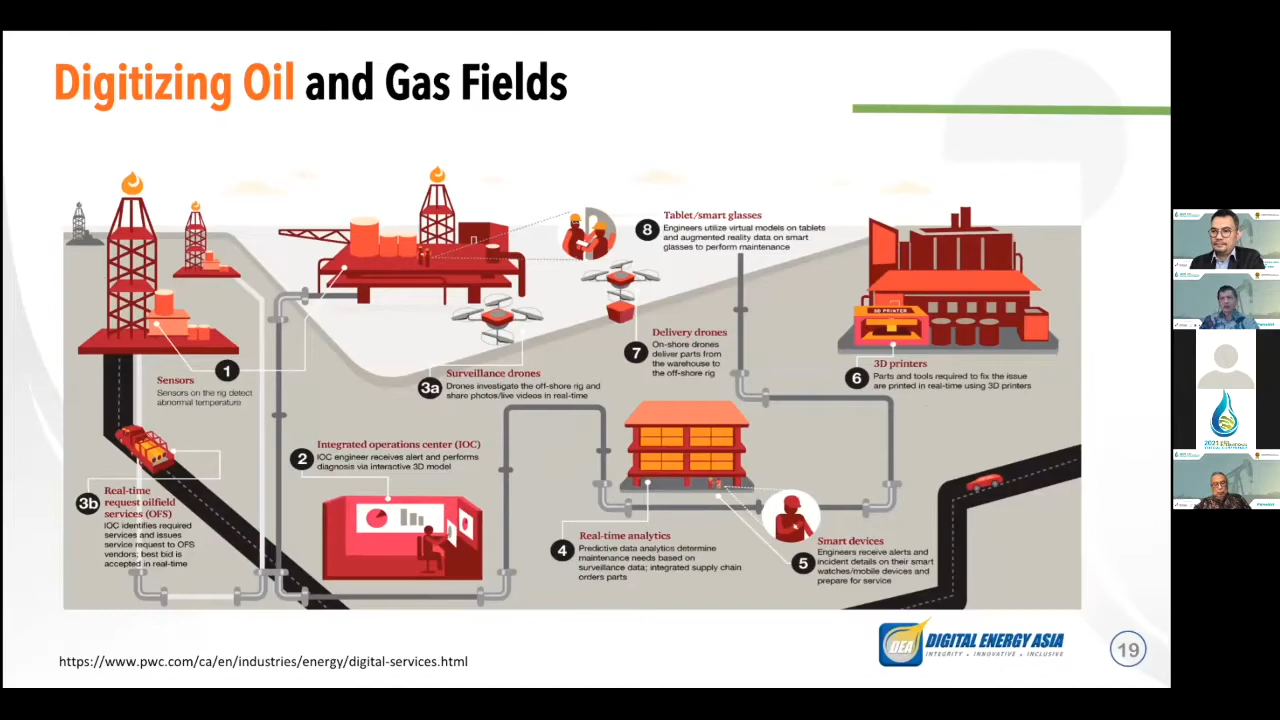 Digitizing Oil and Gas Fields
1
Sensors
Sensors on the rig detect
abnormal temperature
2
Integrated operations center (IOC)
IOC engineer receives alert and performs
diagnosis via interactive 3D model
3a
Surveillance drones
Drones investigate the off-shore rig and
share photos/live videos in real-time
3b
Real-time
request oilfield
services (OFS)
IOC identifies required
services and issues
service request to OFS
vendors; best bid is
accepted in real-time
4
Real-time analytics
Predictive data analytics determine
maintenance needs based on
surveillance data; integrated supply chain
orders parts
5
Smart devices
Engineers receive alerts and
incident details on their smart
watches/mobile devices and
prepare for service
3D PRINTER
6
3D printers
Parts and tools required to fix the issue
are printed in real-time using 3D printers
7
Delivery drones
On-shore drones
deliver parts from
the warehouse to
the off-shore rig
8
Tablet/smart glasses
Engineers utilize virtual models on tablets
and augmented reality data on smart
glasses to perform maintenance
https://www.pwc.com/ca/en/industries/energy/digital-services.html
DEA
DIGITAL ENERGY ASIA
INTEGRITY • INNOVATIVE • INCLUSIVE
19
2021